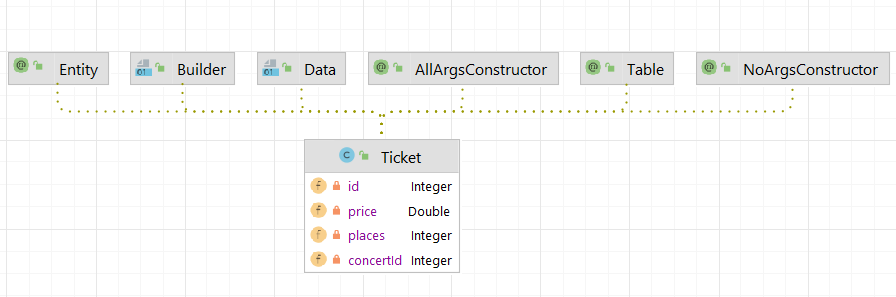 Entity Builder Data AllArgsConstructor Table NoArgsConstructor
Ticket
id Integer
price Double
places Integer
concertId Integer